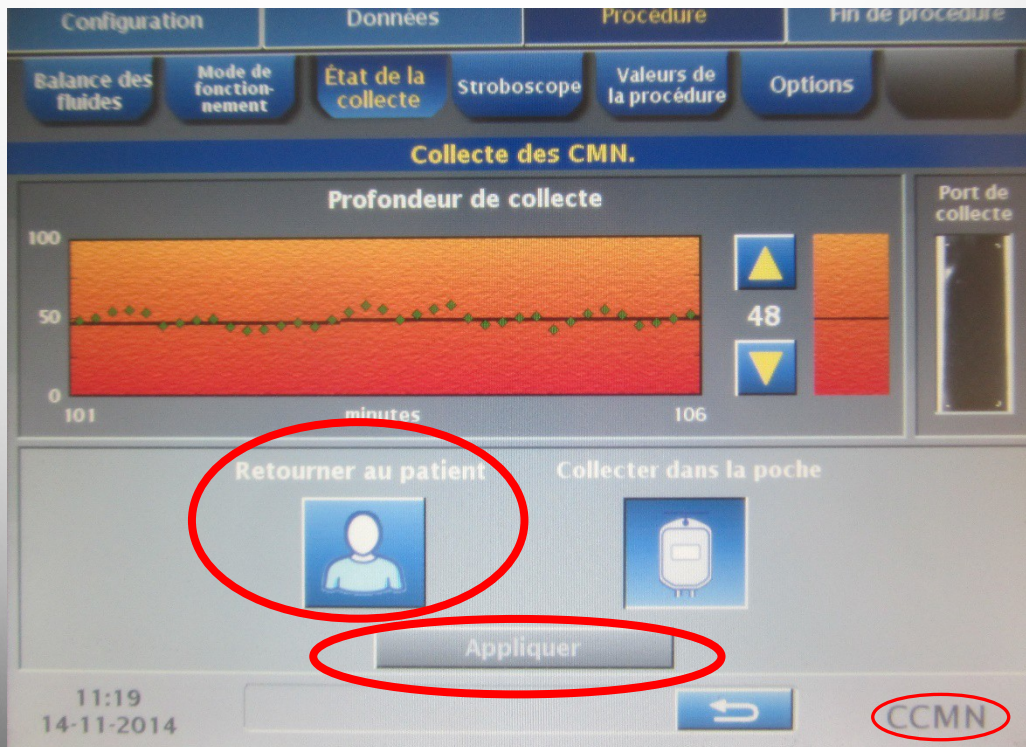 Configuration
Données
Procédure
Fin de procédure
Balance des
fluides
Mode de
fonction-
nement
État de la
collecte
Stroboscope
Valeurs de
la procédure
Options
Collecte des CMN.
Profondeur de collecte
Port de
collecte
100
50
0
48
101
minutes
106
Retourner au patient
Collecter dans la poche
Appliquer
11:19
14-11-2014
CCMN